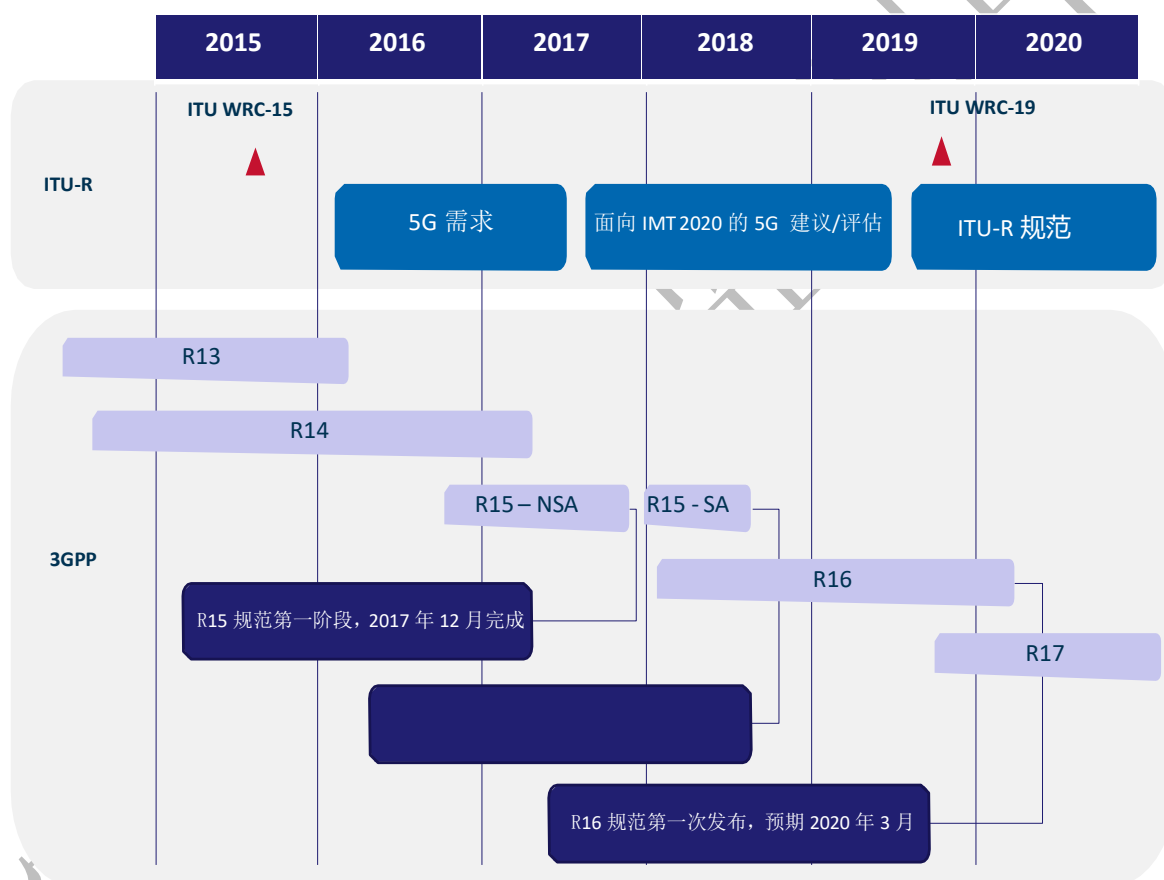 2015 2016 2017 2018 2019 2020
ITU WRC-15
ITU WRC-19
ITU-R
5G 需求
面向 IMT 2020 的 5G 建议/评估
ITU-R 规范
R13
R14
R15 – NSA
R15 - SA
3GPP
R16
R15 规范第一阶段，2017 年 12 月完成
R17
R16 规范第一次发布，预期 2020 年 3 月